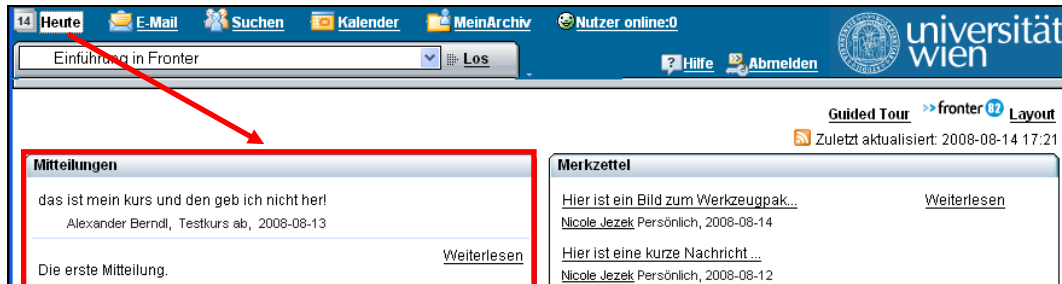 14 Heute E-Mail Suchen Kalender MeinArchiv Nutzer online:0
universität
wien
Einführung in Fronter Los
Hilfe Abmelden
Guided Tour >> fronter 82 Layout
Zuletzt aktualisiert: 2008-08-14 17:21
Mitteilungen
das ist mein kurs und den geb ich nicht her!
Alexander Berndl, Testkurs ab, 2008-08-13
Weiterlesen
Die erste Mitteilung.
Merkzettel
Hier ist ein Bild zum Werkzeugpak... Weiterlesen
Nicole Jezek Persönlich, 2008-08-14
Hier ist eine kurze Nachricht ...
Nicole Jezek Persönlich, 2008-08-12